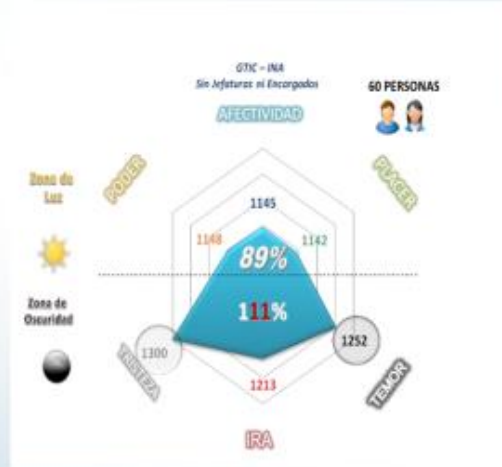 GTIC – INA
Sin Jefaturas ni Encargados
60 PERSONAS
AFECTIVIDAD
PODER
PLACER
Zona de
Luz
1145
1148
1142
89%
Zona de
Oscuridad
111%
1300
1252
TRISTEZA
TEMOR
1213
IRA